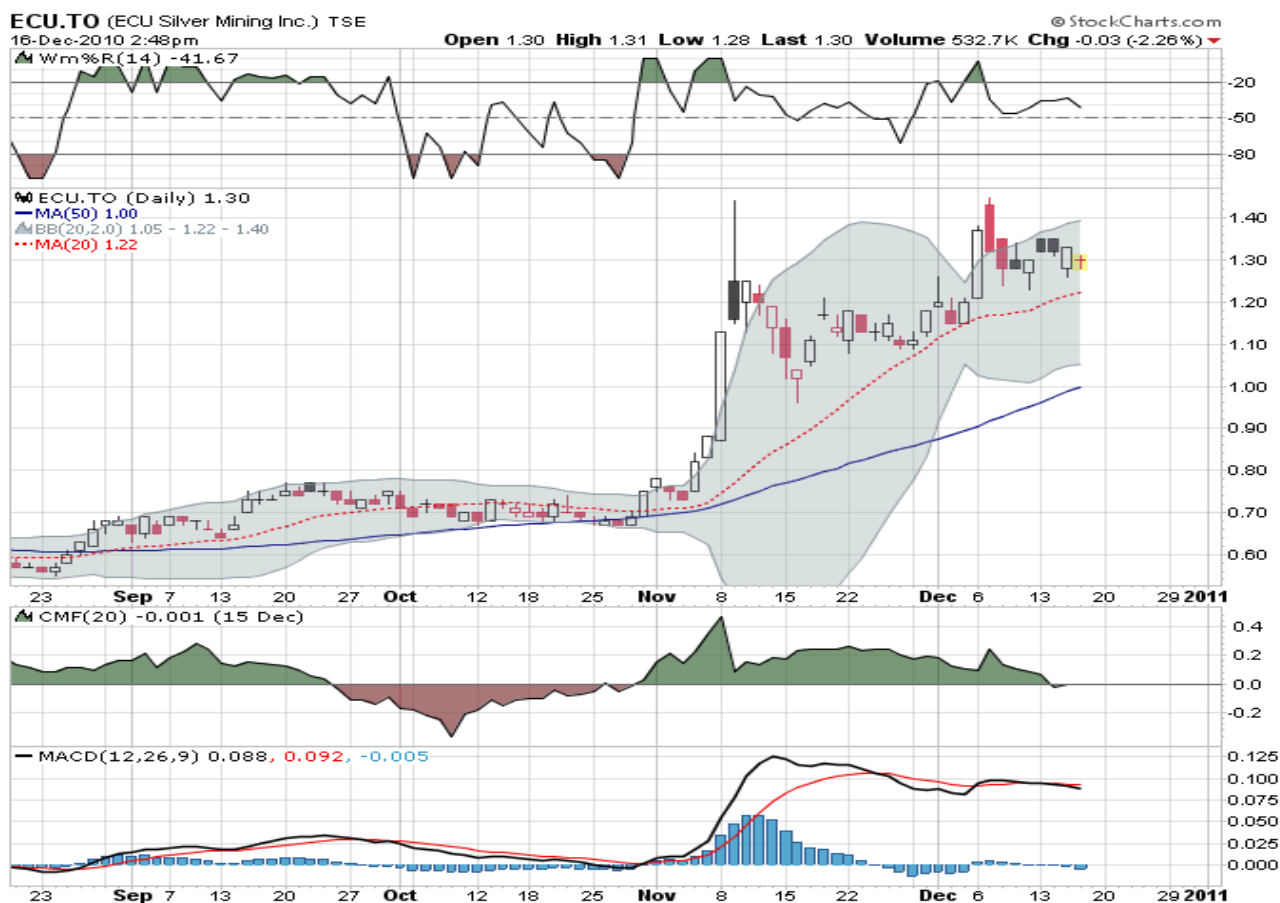 ECU.TO (ECU Silver Mining Inc.) TSE © StockCharts.com
16-Dec-2010 2:48pm Open 1.30 High 1.31 Low 1.28 Last 1.30 Volume 532.7K Chg -0.03 (-2.26%)
Wm%R(14) -41.67
-20
-50
-80
ECU.TO (Daily) 1.30
MA(50) 1.00
BB(20,2.0) 1.05 - 1.22 - 1.40
MA(20) 1.22
1.40
1.30
1.20
1.10
1.00
0.90
0.80
0.70
0.60
23 Sep 7 13 20 27 Oct 12 18 25 Nov 8 15 22 Dec 6 13 20 29 2011
CMF(20) -0.001 (15 Dec)
0.4
0.2
0.0
-0.2
MACD(12,26,9) 0.088, 0.092, -0.005
0.125
0.100
0.075
0.050
0.025
0.000
23 Sep 7 13 20 27 Oct 12 18 25 Nov 8 15 22 Dec 6 13 20 29 2011